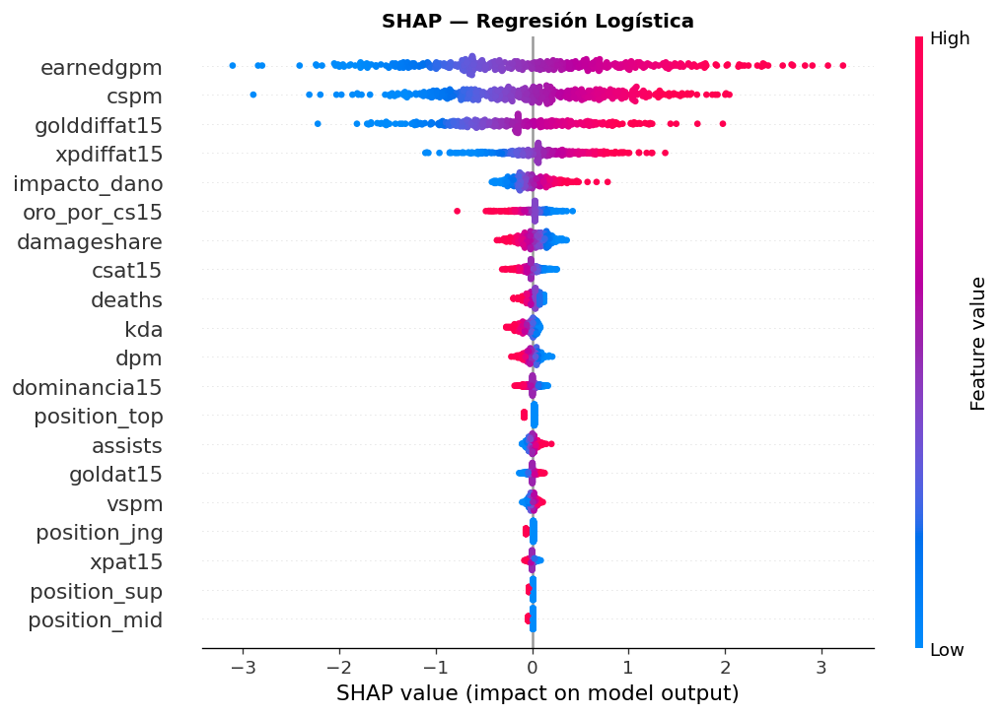 SHAP — Regresión Logística
High
earnedgpm
cspm
golddiffat15
xpdiffat15
impacto_dano
oro_por_cs15
damageshare
csat15
deaths
kda
dpm
dominancia15
position_top
assists
goldat15
vspm
position_jng
xpat15
position_sup
position_mid
Feature value
Low
−3 −2 −1 0 1 2 3
SHAP value (impact on model output)